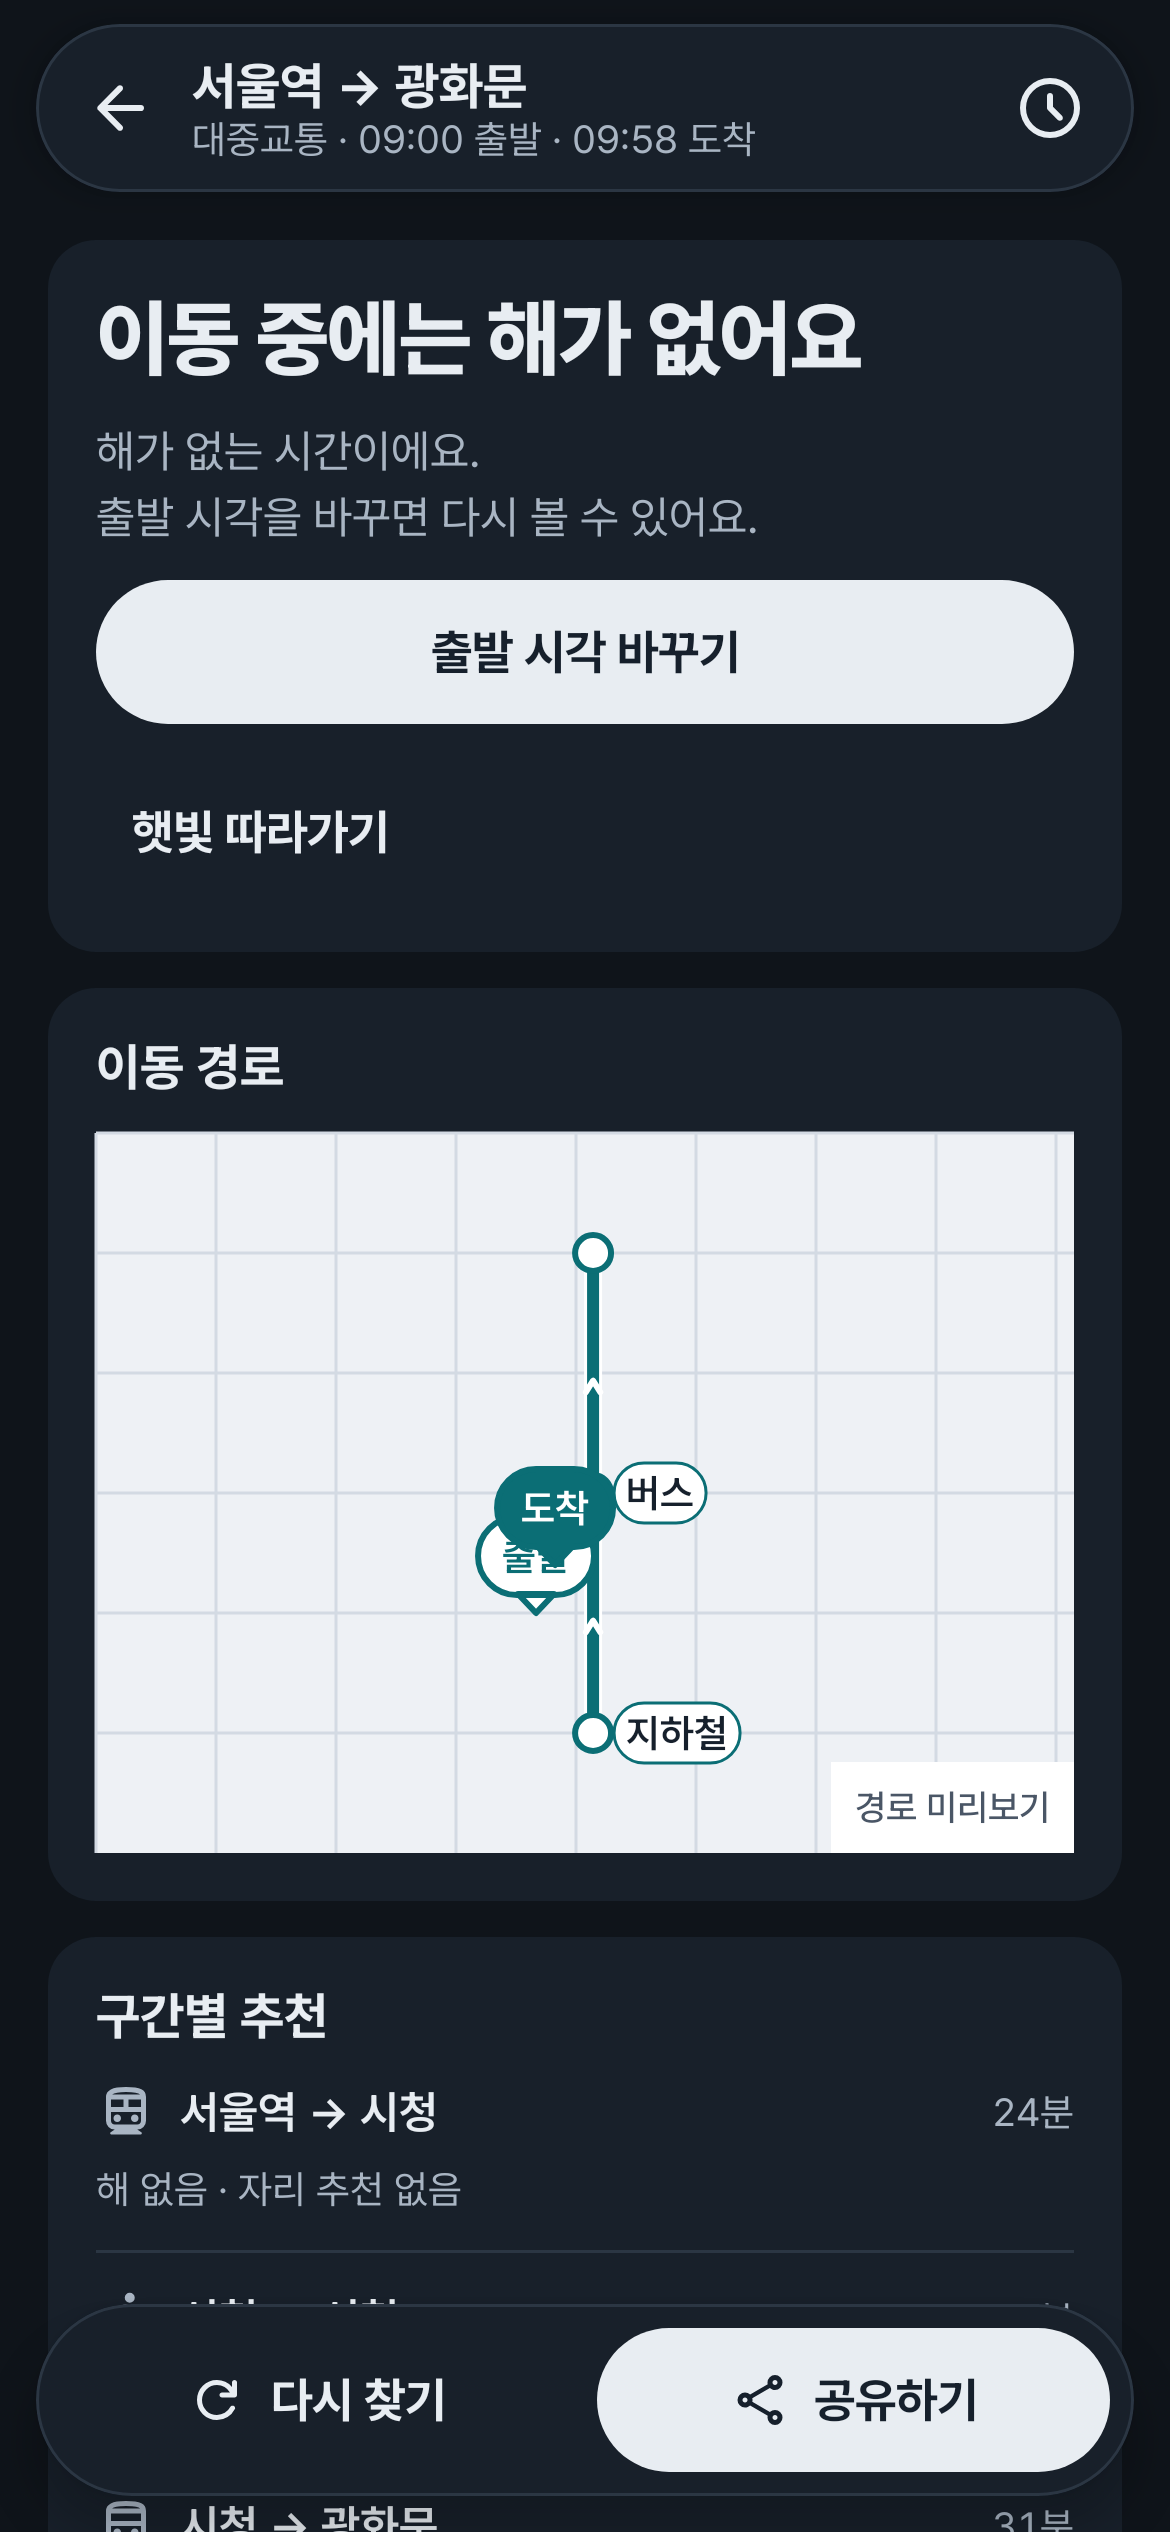 서울역 → 광화문
대중교통 · 09:00 출발 · 09:58 도착
이동 중에는 해가 없어요
해가 없는 시간이에요.
출발 시각을 바꾸면 다시 볼 수 있어요.
출발 시각 바꾸기
햇빛 따라가기
이동 경로
버스
도착
지하철
경로 미리보기
구간별 추천
서울역 → 시청
24분
해 없음 · 자리 추천 없음
다시 찾기
공유하기
시청 → 광화문
31분